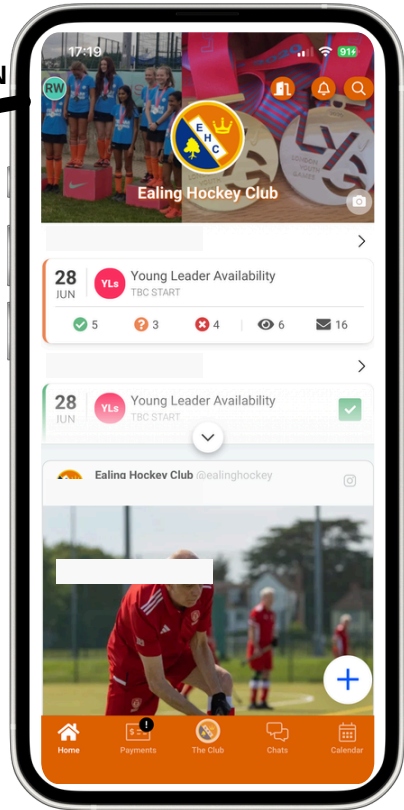 N
17:19
91
RW
E
H
C
Ealing Hockey Club
28
JUN
YLs
Young Leader Availability
TBC START
5
3
4
6
16
28
JUN
YLs
Young Leader Availability
TBC START
Ealing Hockey Club @ealinghockey
Home
Payments
The Club
Chats
Calendar